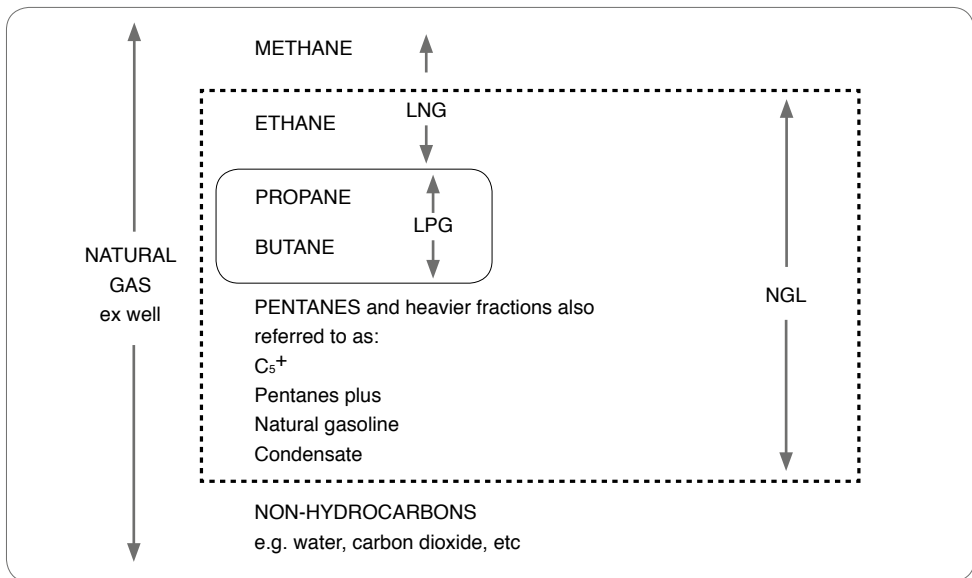 METHANE
LNG
ETHANE
PROPANE
LPG
BUTANE
NATURAL
GAS
ex well
PENTANES and heavier fractions also
referred to as:
C₅⁺
Pentanes plus
Natural gasoline
Condensate
NGL
NON-HYDROCARBONS
e.g. water, carbon dioxide, etc